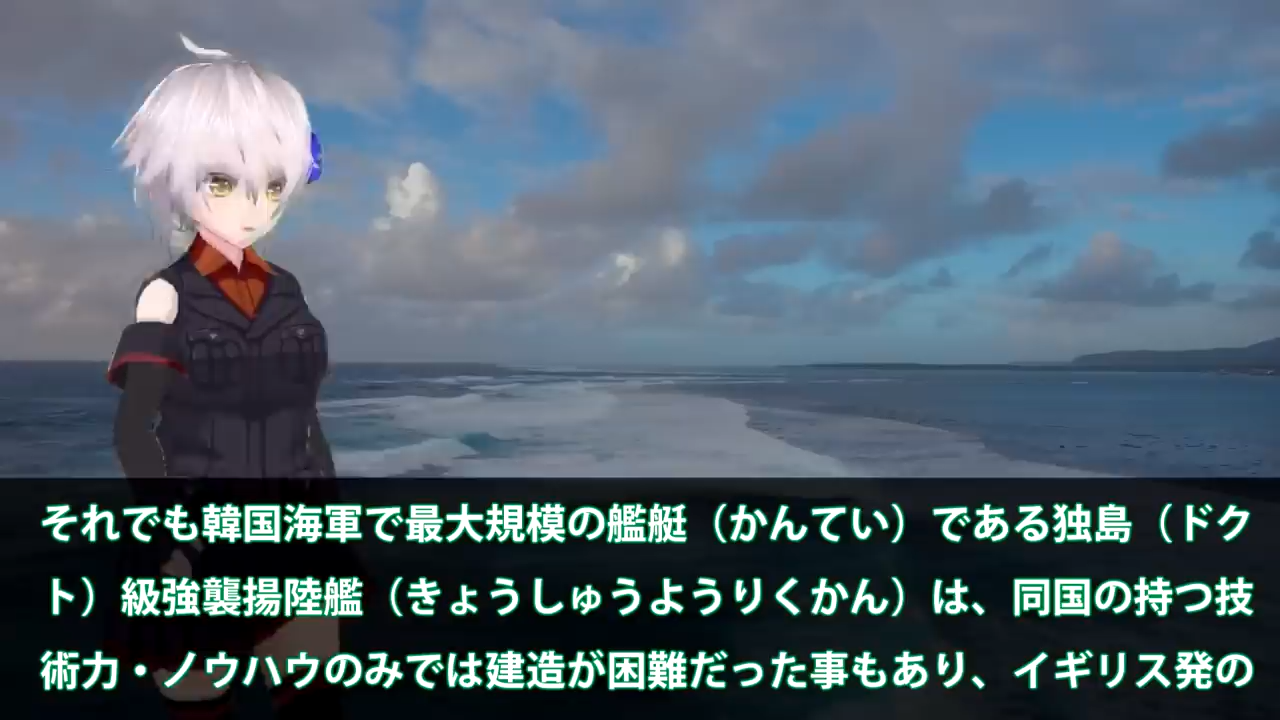 それでも韓国海軍で最大規模の艦艇（かんてい）である独島（ドク
ト）級強襲揚陸艦（きょうしゅうようりくかん）は、同国の持つ技
術力・ノウハウのみでは建造が困難だった事もあり、イギリス発の